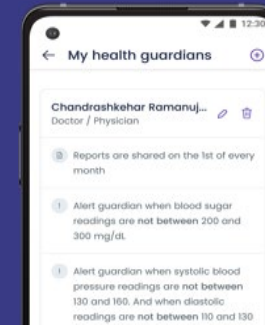 12:30
My health guardians
Chandrashkehar Ramanuj...
Doctor / Physician
Reports are shared on the 1st of every
month
Alert guardian when blood sugar
readings are not between 200 and
300 mg/dL
Alert guardian when systolic blood
pressure readings are not between
130 and 160. And when diastolic
readings are not between 110 and 130